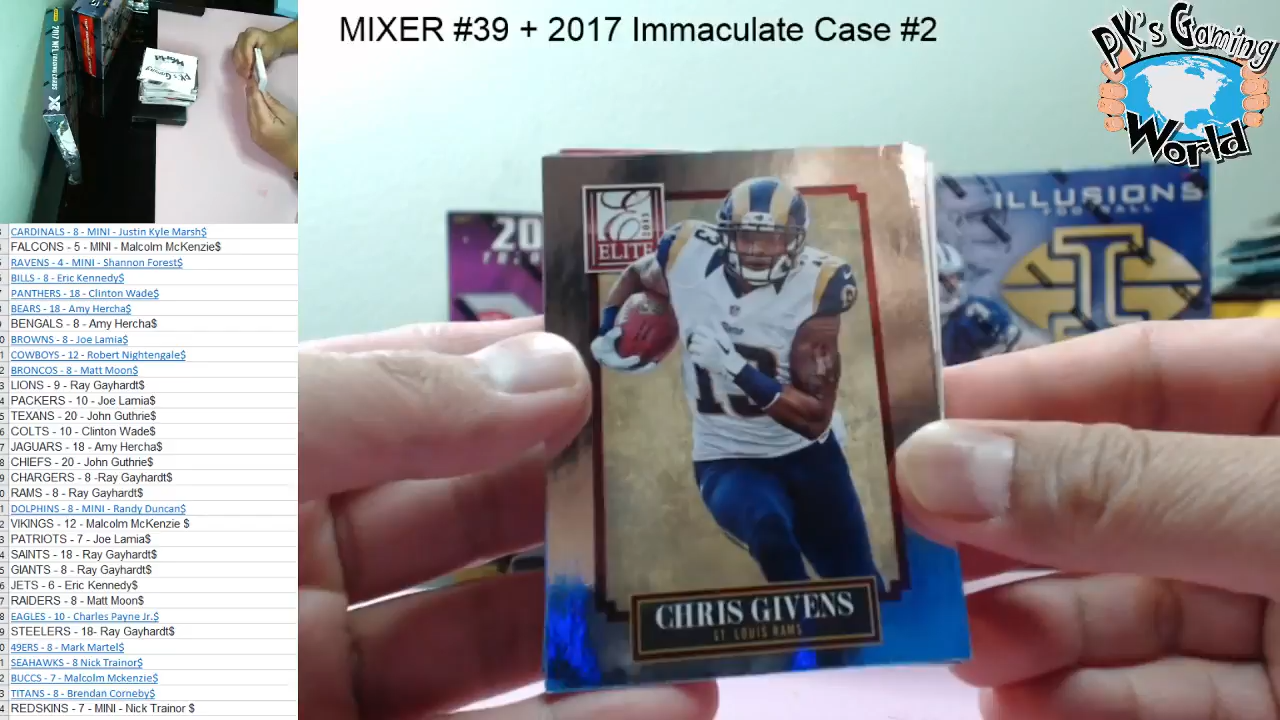 MIXER #39 + 2017 Immaculate Case #2
PK's Gaming
World
CARDINALS - 8 - MINI - Justin Kyle Marsh$
FALCONS - 5 - MINI - Malcolm McKenzie$
RAVENS - 4 - MINI - Shannon Forest$
BILLS - 8 - Eric Kennedy$
PANTHERS - 18 - Clinton Wade$
BEARS - 18 - Amy Hercha$
BENGALS - 8 - Amy Hercha$
BROWNS - 8 - Joe Lamia$
COWBOYS - 12 - Robert Nightengale$
BRONCOS - 8 - Matt Moon$
LIONS - 9 - Ray Gayhardt$
PACKERS - 10 - Joe Lamia$
TEXANS - 20 - John Guthrie$
COLTS - 10 - Clinton Wade$
JAGUARS - 18 - Amy Hercha$
CHIEFS - 20 - John Guthrie$
CHARGERS - 8 -Ray Gayhardt$
RAMS - 8 - Ray Gayhardt$
DOLPHINS - 8 - MINI - Randy Duncan$
VIKINGS - 12 - Malcolm McKenzie $
PATRIOTS - 7 - Joe Lamia$
SAINTS - 18 - Ray Gayhardt$
GIANTS - 8 - Ray Gayhardt$
JETS - 6 - Eric Kennedy$
RAIDERS - 8 - Matt Moon$
EAGLES - 10 - Charles Payne Jr.$
STEELERS - 18- Ray Gayhardt$
49ERS - 8 - Mark Martel$
SEAHAWKS - 8 Nick Trainor$
BUCCS - 7 - Malcolm Mckenzie$
TITANS - 8 - Brendan Corneby$
REDSKINS - 7 - MINI - Nick Trainor $
2013
ELITE
13
CHRIS GIVENS
ST. LOUIS RAMS
20
ILLUSIONS
FOOTBALL